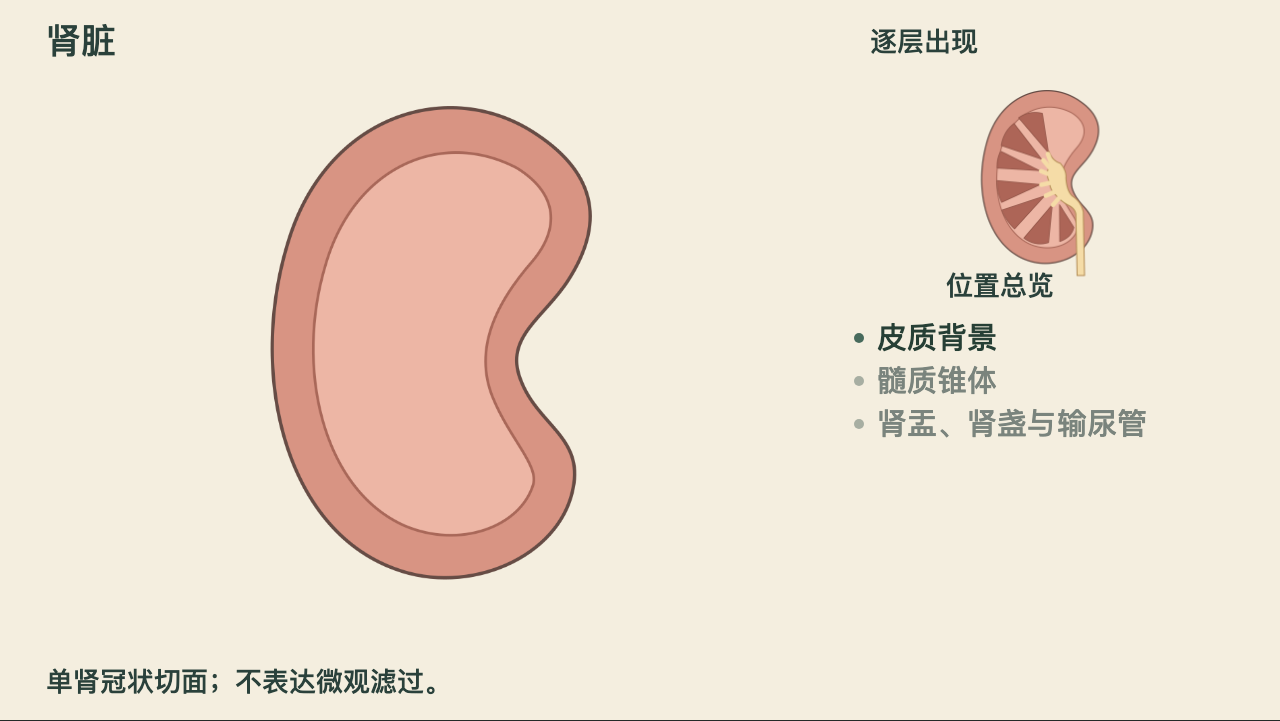 肾脏
逐层出现
位置总览
皮质背景
髓质锥体
肾盂、肾盏与输尿管
单肾冠状切面；不表达微观滤过。